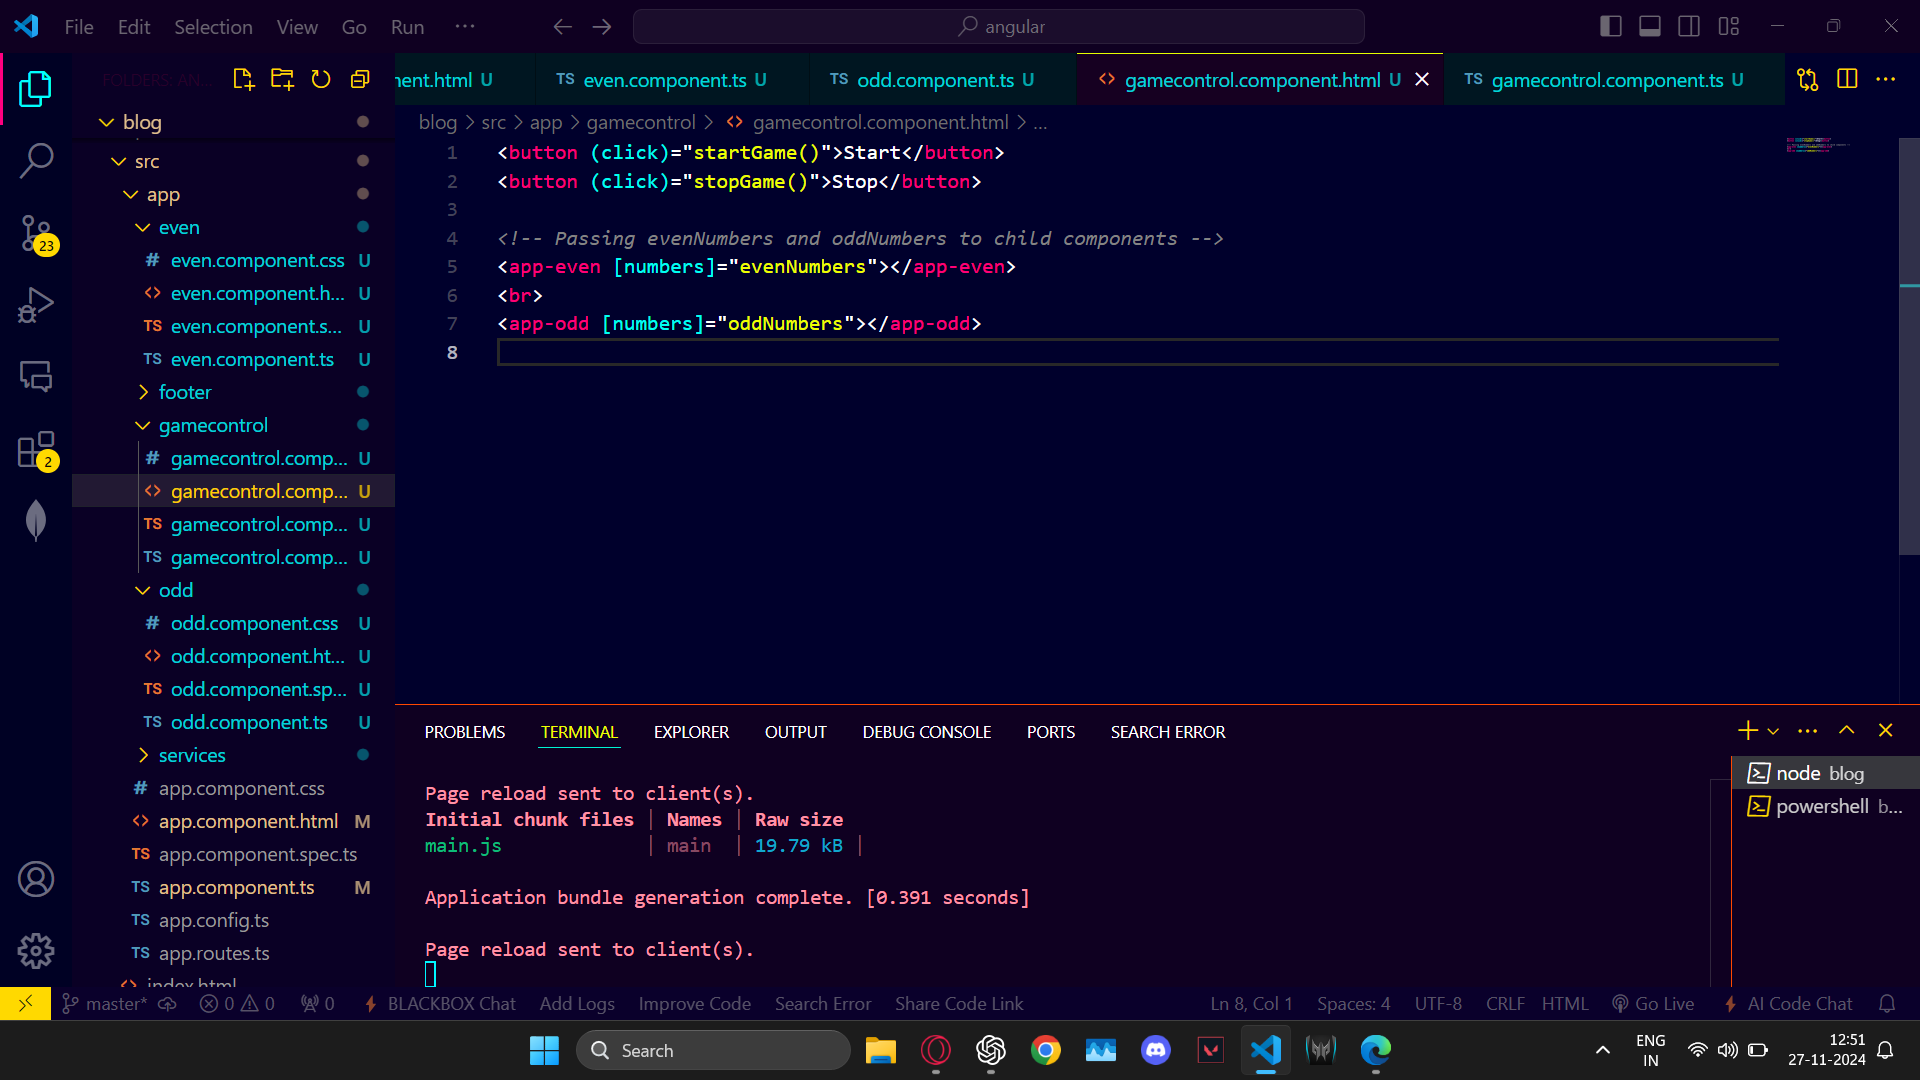 File Edit Selection View Go Run ··· angular
FOLDERS: AN...
nent.html U
TS even.component.ts U
TS odd.component.ts U
<> gamecontrol.component.html U
TS gamecontrol.component.ts U
blog > src > app > gamecontrol > <> gamecontrol.component.html > ...
blog
src
app
even
# even.component.css U
<> even.component.h... U
TS even.component.s... U
TS even.component.ts U
footer
gamecontrol
# gamecontrol.comp... U
<> gamecontrol.comp... U
TS gamecontrol.comp... U
TS gamecontrol.comp... U
odd
# odd.component.css U
<> odd.component.ht... U
TS odd.component.sp... U
TS odd.component.ts U
services
# app.component.css
<> app.component.html M
TS app.component.spec.ts
TS app.component.ts M
TS app.config.ts
TS app.routes.ts
<> index.html
23
2
1 <button (click)="startGame()">Start</button>
2 <button (click)="stopGame()">Stop</button>
3
4 <!-- Passing evenNumbers and oddNumbers to child components -->
5 <app-even [numbers]="evenNumbers"></app-even>
6 <br>
7 <app-odd [numbers]="oddNumbers"></app-odd>
8
PROBLEMS TERMINAL EXPLORER OUTPUT DEBUG CONSOLE PORTS SEARCH ERROR
Page reload sent to client(s).
Initial chunk files | Names | Raw size
main.js | main | 19.79 kB |
Application bundle generation complete. [0.391 seconds]
Page reload sent to client(s).
node blog
powershell b...
master* 0 0 0 BLACKBOX Chat Add Logs Improve Code Search Error Share Code Link Ln 8, Col 1 Spaces: 4 UTF-8 CRLF HTML Go Live AI Code Chat
Search
ENG
IN
12:51
27-11-2024